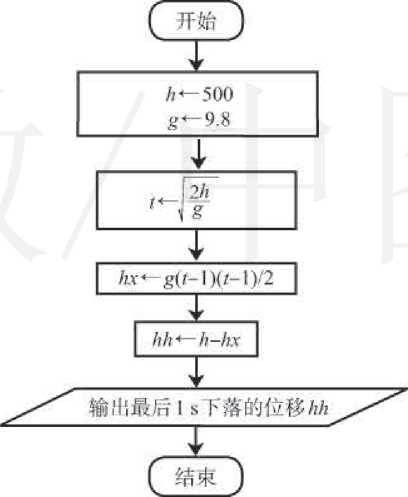 开始
h←500
g←9.8
t←√(2h/g)
hx←g(t-1)(t-1)/2
hh←h-hx
输出最后1 s下落的位移hh
结束